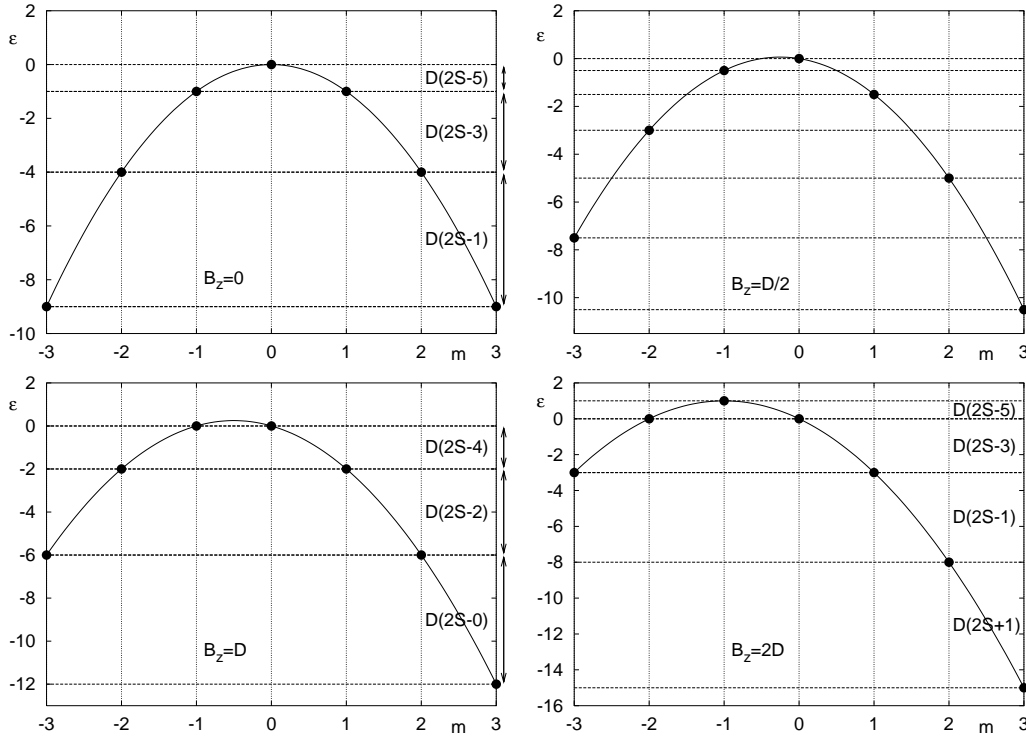 2
ε
0
D(2S-5)
-2
D(2S-3)
-4
-6
D(2S-1)
-8
B_z=0
-10
-3 -2 -1 0 1 2 m 3
2
ε
0
-2
-4
-6
-8
B_z=D/2
-10
-3 -2 -1 0 1 2 m 3
2
ε
0
D(2S-4)
-2
-4
D(2S-2)
-6
-8
D(2S-0)
-10
B_z=D
-12
-3 -2 -1 0 1 2 m 3
2
ε
D(2S-5)
0
D(2S-3)
-2
-4
D(2S-1)
-6
-8
-10
D(2S+1)
-12
B_z=2D
-14
-16
-3 -2 -1 0 1 2 m 3